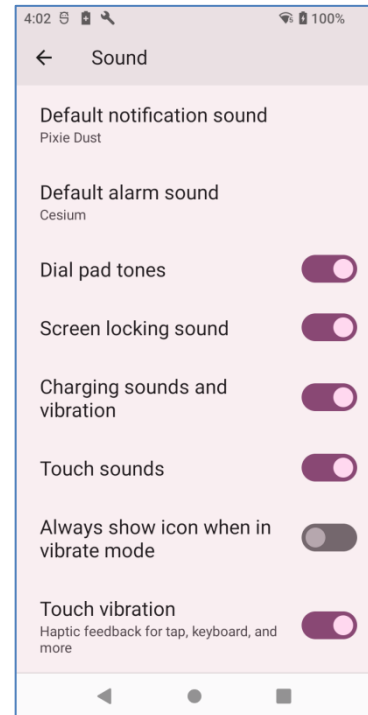 4:02 100%
Sound
Default notification sound
Pixie Dust
Default alarm sound
Cesium
Dial pad tones
Screen locking sound
Charging sounds and
vibration
Touch sounds
Always show icon when in
vibrate mode
Touch vibration
Haptic feedback for tap, keyboard, and
more